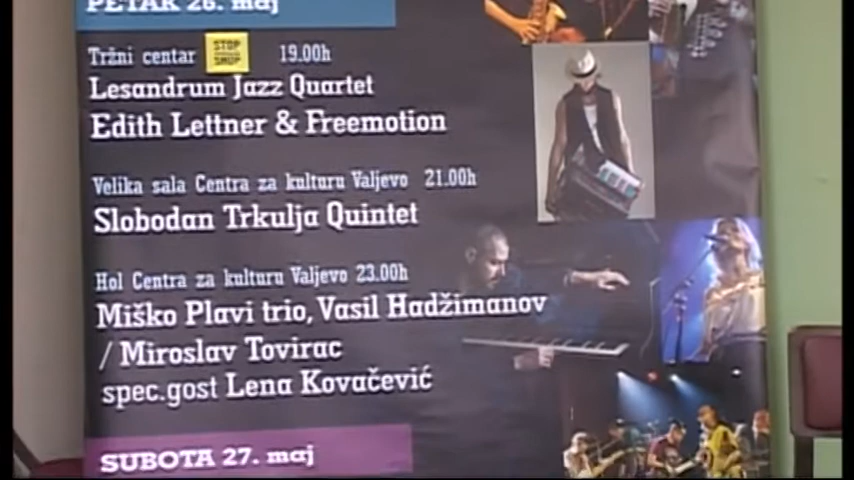 PETAK 26. maj
Tržni centar STOP SHOP 19.00h
Lesandrum Jazz Quartet
Edith Lettner & Freemotion
Velika sala Centra za kulturu Valjevo 21.00h
Slobodan Trkulja Quintet
Hol Centra za kulturu Valjevo 23.00h
Miško Plavi trio, Vasil Hadžimanov
/ Miroslav Tovirac
spec.gost Lena Kovačević
SUBOTA 27. maj